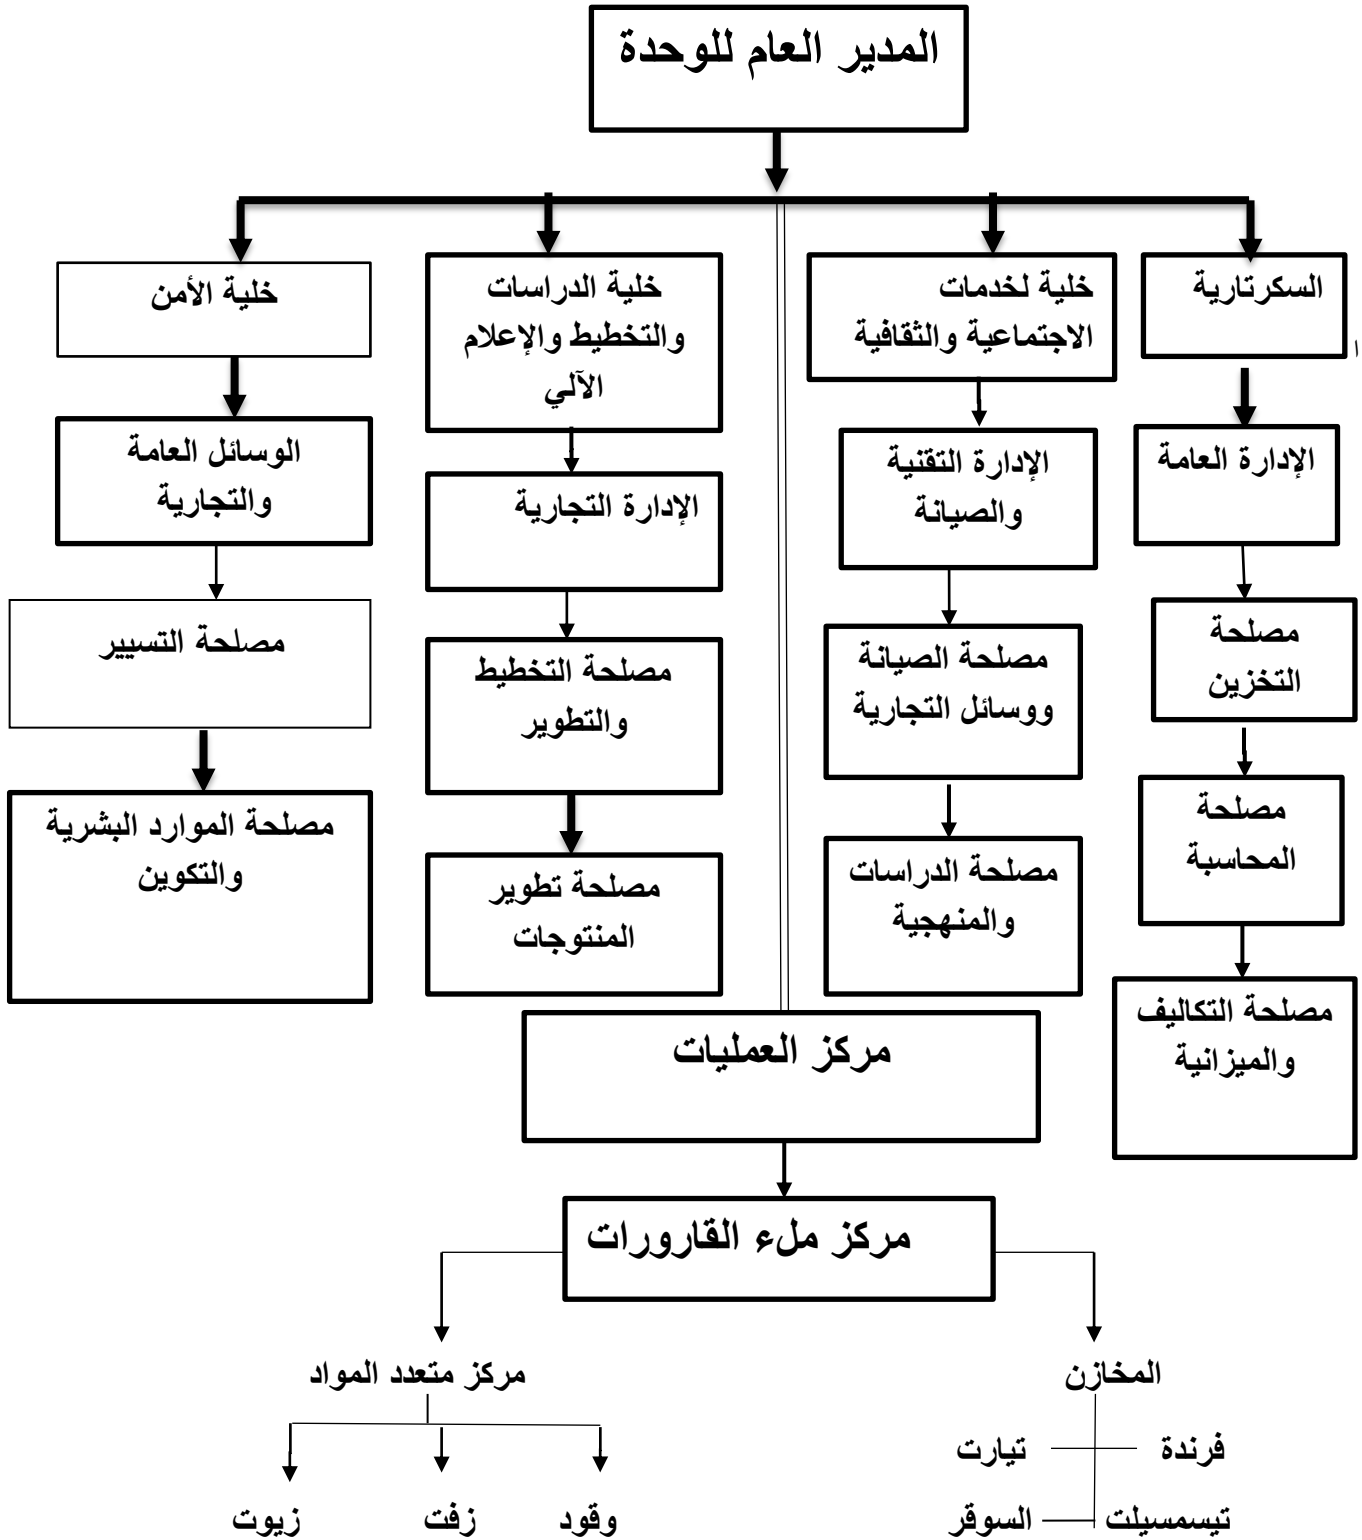 المدير العام للوحدة
السكرتارية
ا
خلية لخدمات
الاجتماعية والثقافية
خلية الدراسات
والتخطيط والإعلام
الآلي
خلية الأمن
الإدارة العامة
الإدارة التقنية
والصيانة
الإدارة التجارية
الوسائل العامة
والتجارية
مصلحة
التخزين
مصلحة الصيانة
ووسائل التجارية
مصلحة التخطيط
والتطوير
مصلحة التسيير
مصلحة
المحاسبة
مصلحة الدراسات
والمنهجية
مصلحة تطوير
المنتوجات
مصلحة الموارد البشرية
والتكوين
مصلحة التكاليف
والميزانية
مركز العمليات
مركز ملء القارورات
المخازن
مركز متعدد المواد
فرندة
تيارت
تيسمسيلت
السوقر
وقود
زفت
زيوت